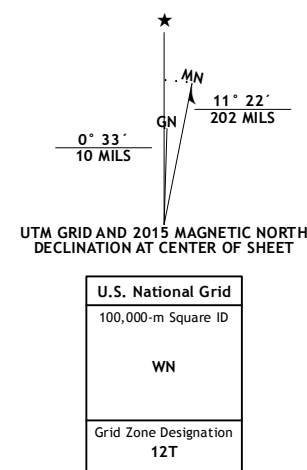 ★
MN
GN
11° 22´
202 MILS
0° 33´
10 MILS
UTM GRID AND 2015 MAGNETIC NORTH
DECLINATION AT CENTER OF SHEET
U.S. National Grid
100,000-m Square ID
WN
Grid Zone Designation
12T